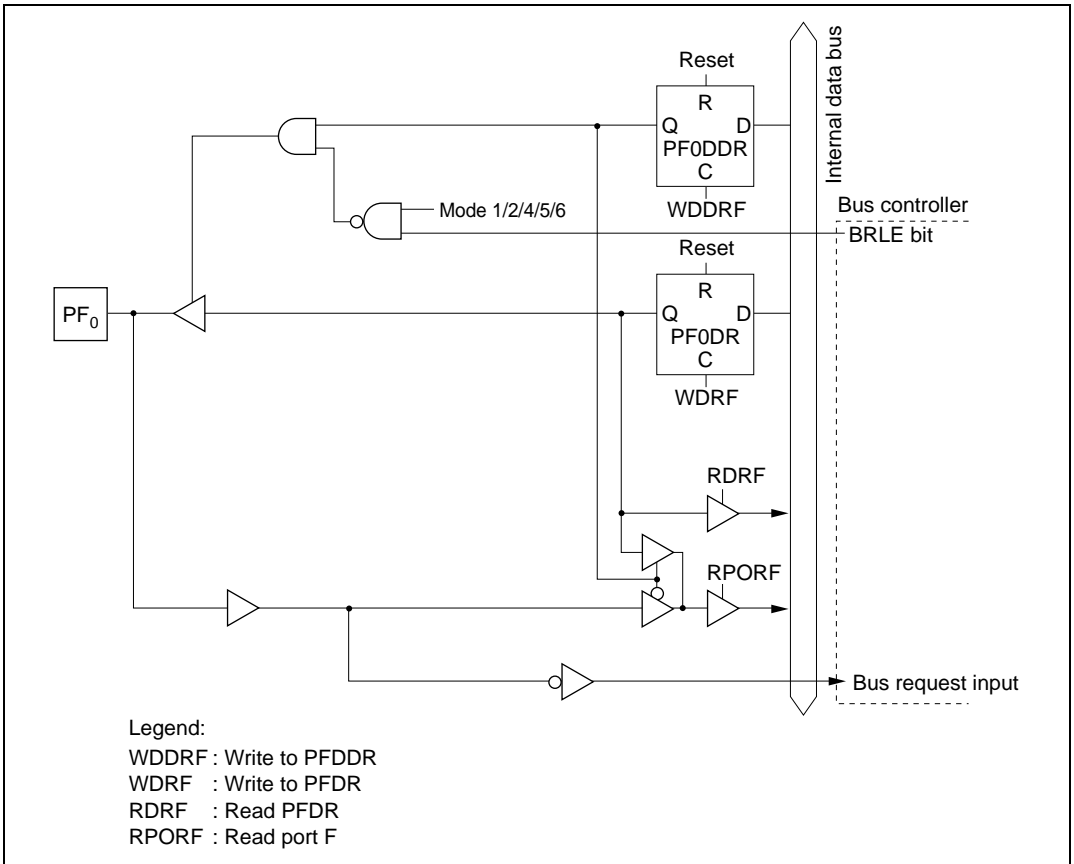 Reset
R
Q D
PF0DDR
C
WDDRF
Internal data bus
Mode 1/2/4/5/6
Bus controller
BRLE bit
Reset
R
Q D
PF0DR
C
WDRF
PF0
RDRF
RPORF
Bus request input
Legend:
WDDRF : Write to PFDDR
WDRF : Write to PFDR
RDRF : Read PFDR
RPORF : Read port F